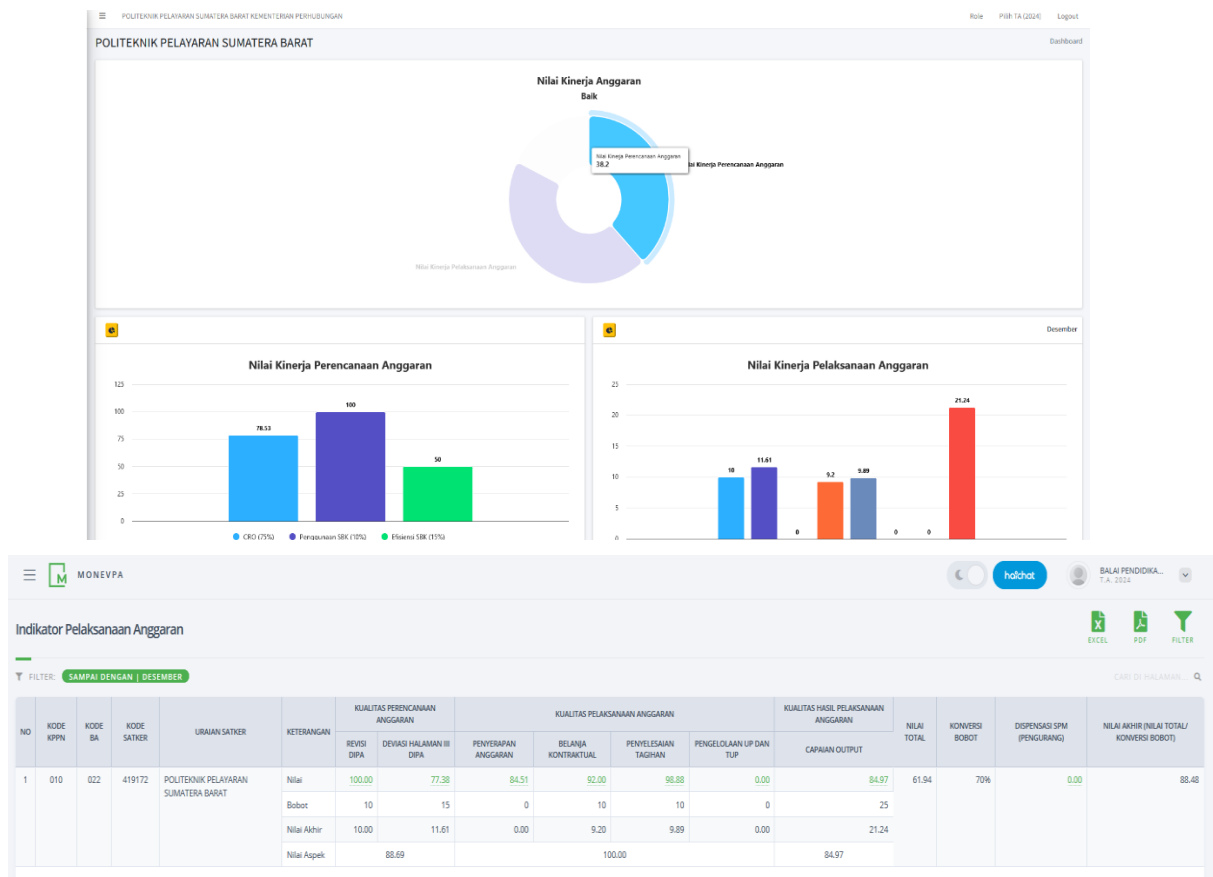 POLITEKNIK PELAYARAN SUMATERA BARAT KEMENTERIAN PERHUBUNGAN Role Pilih TA (2024) Logout
POLITEKNIK PELAYARAN SUMATERA BARAT Dashboard
Nilai Kinerja Anggaran
Baik
Nilai Kinerja Perencanaan Anggaran
38.2
lai Kinerja Perencanaan Anggaran
Nilai Kinerja Pelaksanaan Anggaran
Desember
Nilai Kinerja Perencanaan Anggaran
125
100
75
50
25
0
78.53
100
50
CRO (75%) Penggunaan SBK (10%) Efisiensi SBK (15%)
Nilai Kinerja Pelaksanaan Anggaran
25
20
15
10
5
0
10
11.61
0
9.2
9.89
0
0
21.24
M MONEVPA haïchat BALAI PENDIDIKA...
T.A. 2024
Indikator Pelaksanaan Anggaran
EXCEL PDF FILTER
FILTER: SAMPAI DENGAN | DESEMBER CARI DI HALAMAN...
NO KODE KPPN KODE BA KODE SATKER URAIAN SATKER KETERANGAN KUALITAS PERENCANAAN ANGGARAN KUALITAS PELAKSANAAN ANGGARAN KUALITAS HASIL PELAKSANAAN ANGGARAN NILAI TOTAL KONVERSI BOBOT DISPENSASI SPM (PENGURANG) NILAI AKHIR (NILAI TOTAL/ KONVERSI BOBOT)
REVISI DIPA DEVIASI HALAMAN III DIPA PENYERAPAN ANGGARAN BELANJA KONTRAKTUAL PENYELESAIAN TAGIHAN PENGELOLAAN UP DAN TUP CAPAIAN OUTPUT
1 010 022 419172 POLITEKNIK PELAYARAN SUMATERA BARAT Nilai 100.00 77.38 84.51 92.00 98.88 0.00 84.97 61.94 70% 0.00 88.48
Bobot 10 15 0 10 10 0 25
Nilai Akhir 10.00 11.61 0.00 9.20 9.89 0.00 21.24
Nilai Aspek 88.69 100.00 84.97